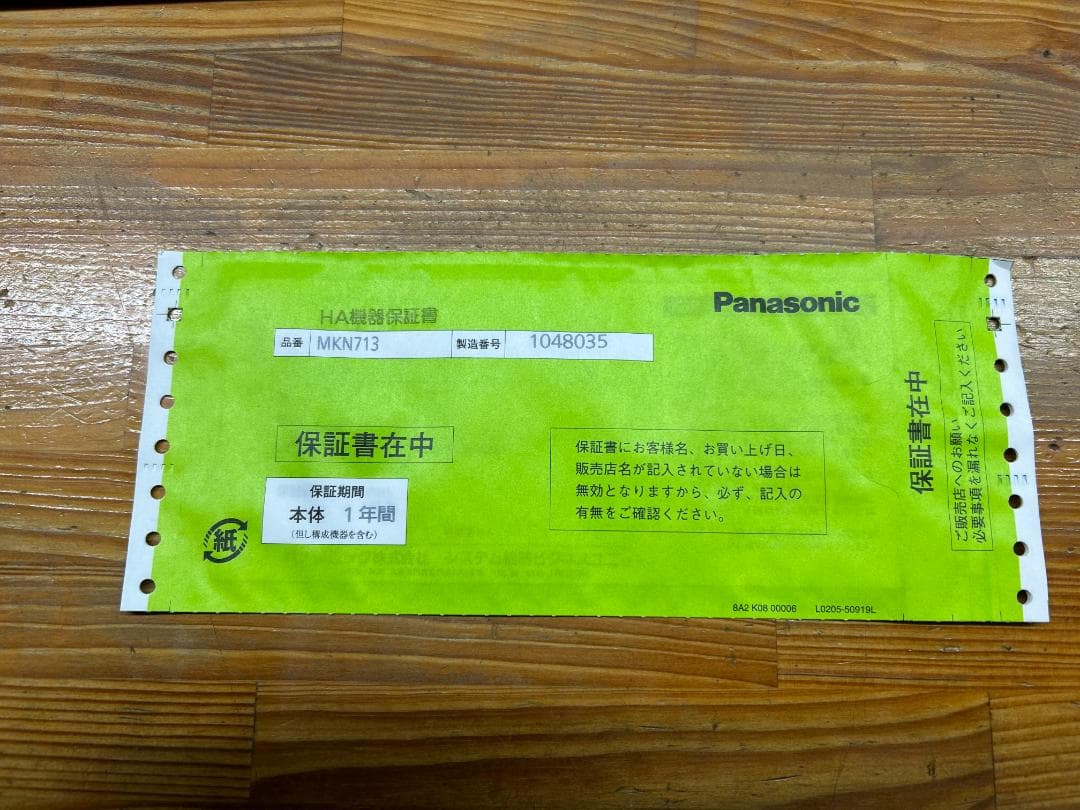 Panasonic
HA機器保証書
品番 MKN713 製造番号 1048035
保証書在中
保証期間
本体 1年間
(但し構成機器を含む)
紙
保証書にお客様名、お買い上げ日、
販売店名が記入されていない場合は
無効となりますから、必ず、記入の
有無をご確認ください。
保証書在中
ご販売店へのお願い
必要事項を漏れなくご記入ください
8A2 K08 00006 L0205-50919L